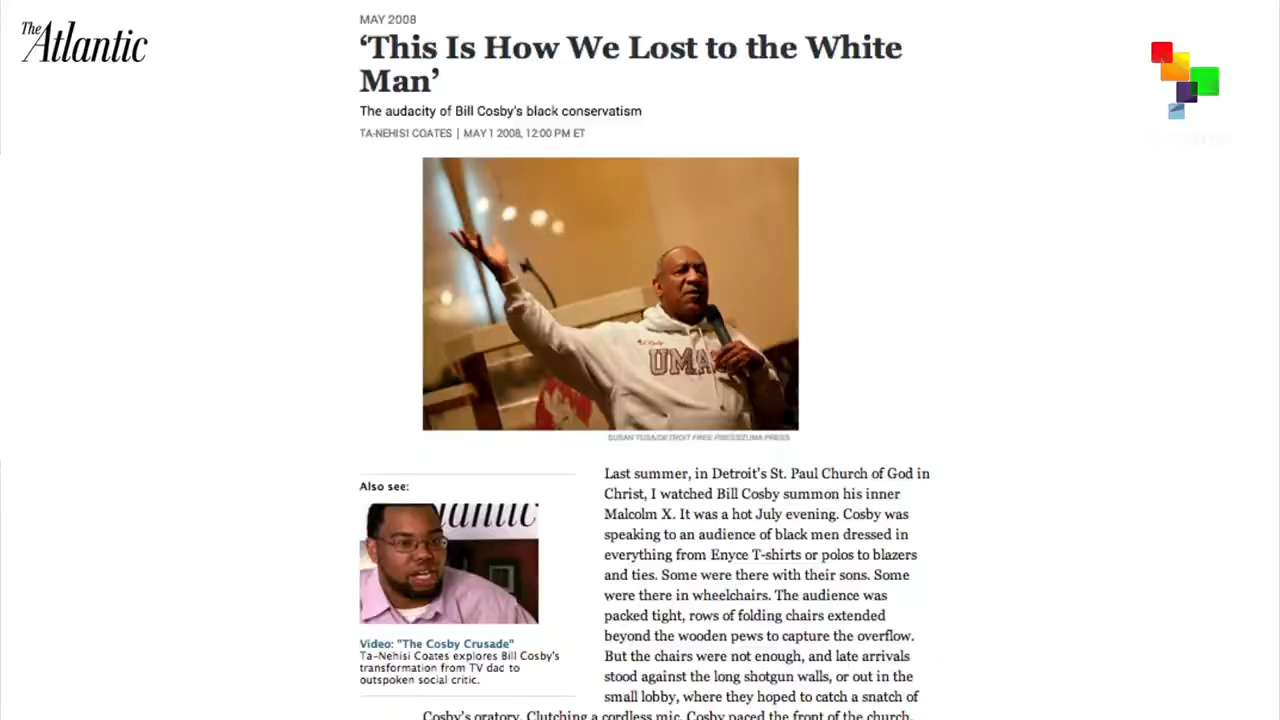 The Atlantic
MAY 2008
‘This Is How We Lost to the White
Man’
The audacity of Bill Cosby's black conservatism
TA-NEHISI COATES | MAY 1 2008, 12:00 PM ET
UMA
SUSAN TUSA/DETROIT FREE PRESS/ZUMA PRESS
Also see:
lantic
Video: "The Cosby Crusade"
Ta-Nehisi Coates explores Bill Cosby's
transformation from TV dac to
outspoken social critic.
Last summer, in Detroit's St. Paul Church of God in
Christ, I watched Bill Cosby summon his inner
Malcolm X. It was a hot July evening. Cosby was
speaking to an audience of black men dressed in
everything from Enyce T-shirts or polos to blazers
and ties. Some were there with their sons. Some
were there in wheelchairs. The audience was
packed tight, rows of folding chairs extended
beyond the wooden pews to capture the overflow.
But the chairs were not enough, and late arrivals
stood against the long shotgun walls, or out in the
small lobby, where they hoped to catch a snatch of
Cosby's oratory. Clutching a cordless mic, Cosby paced the front of the church,